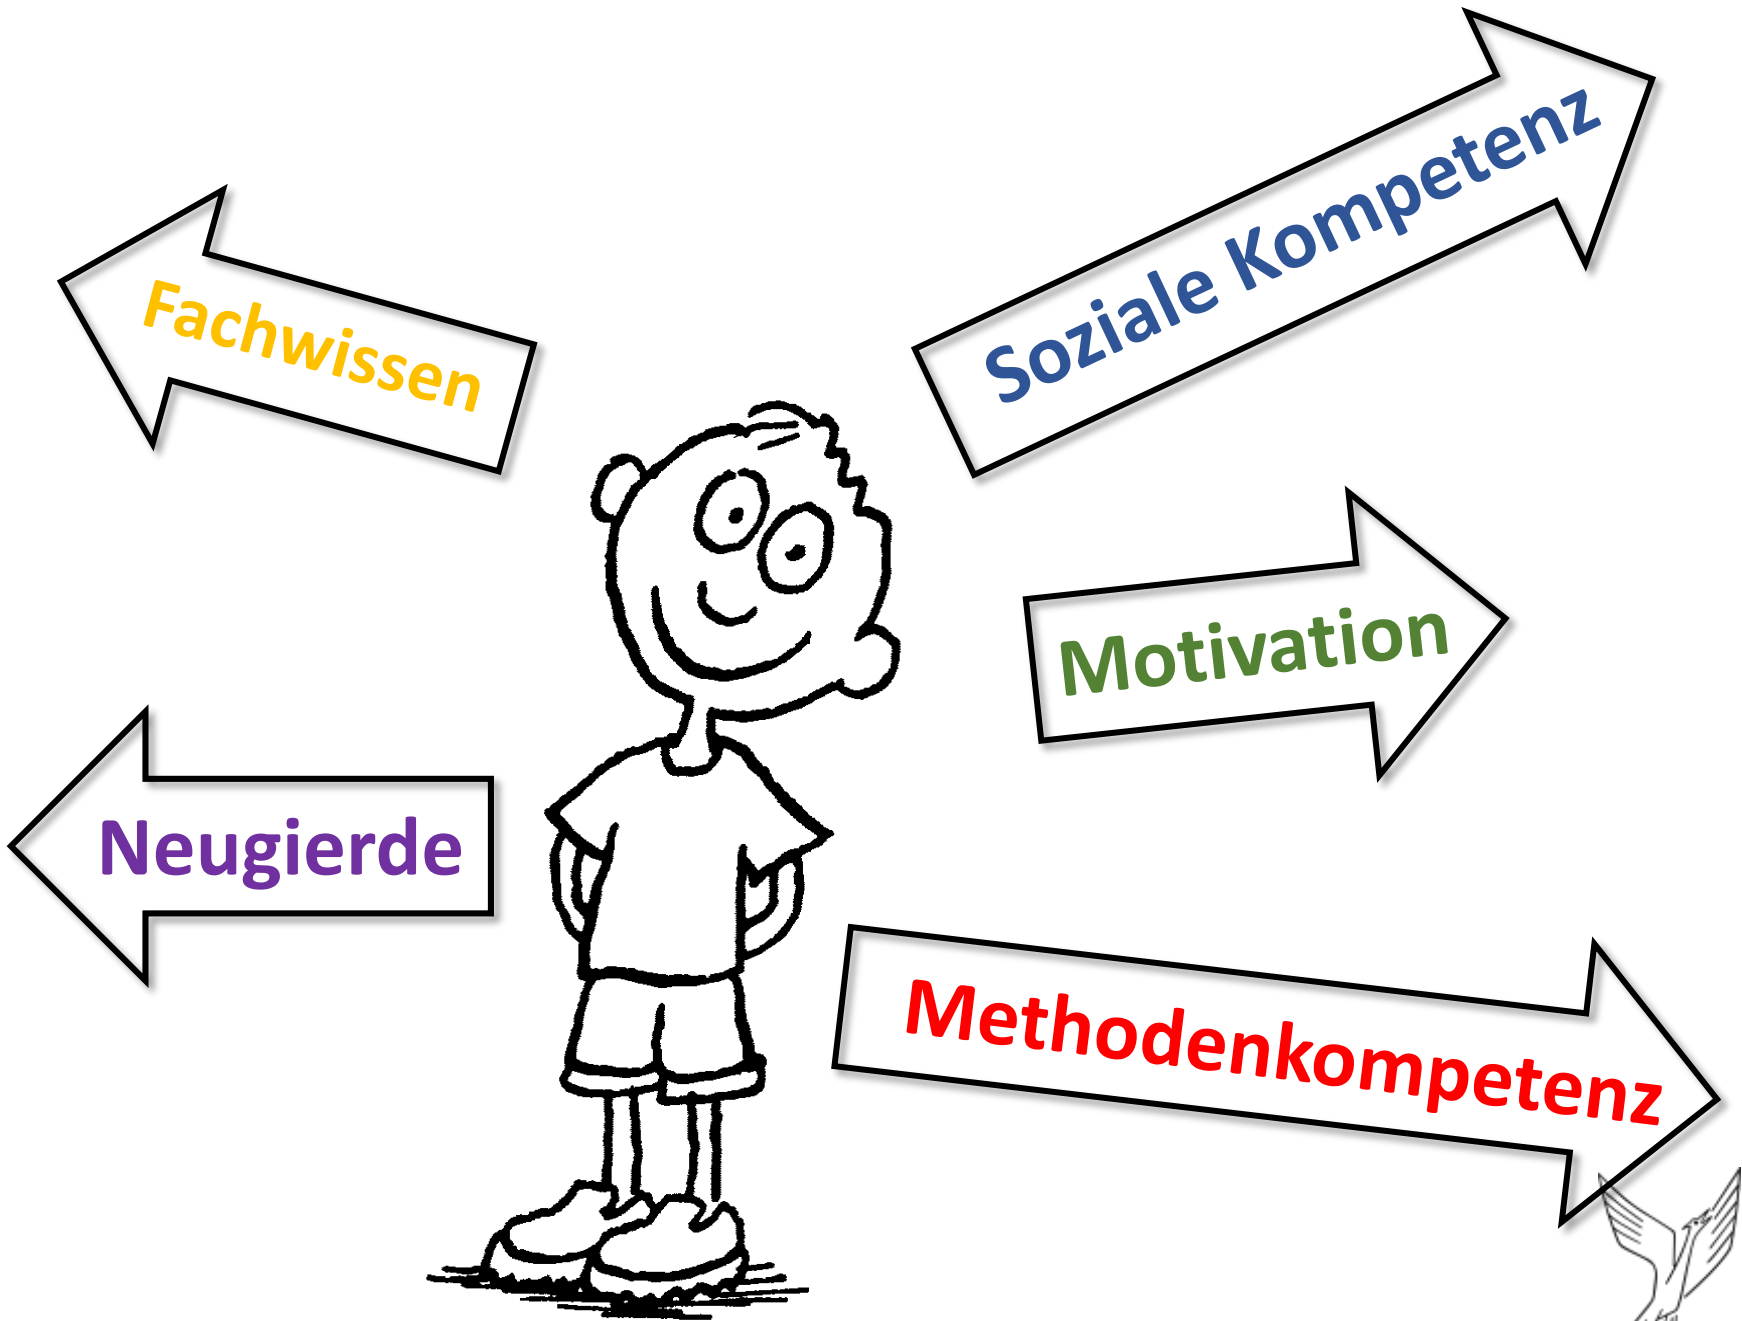 Soziale Kompetenz
Fachwissen
Motivation
Neugierde
Methodenkompetenz